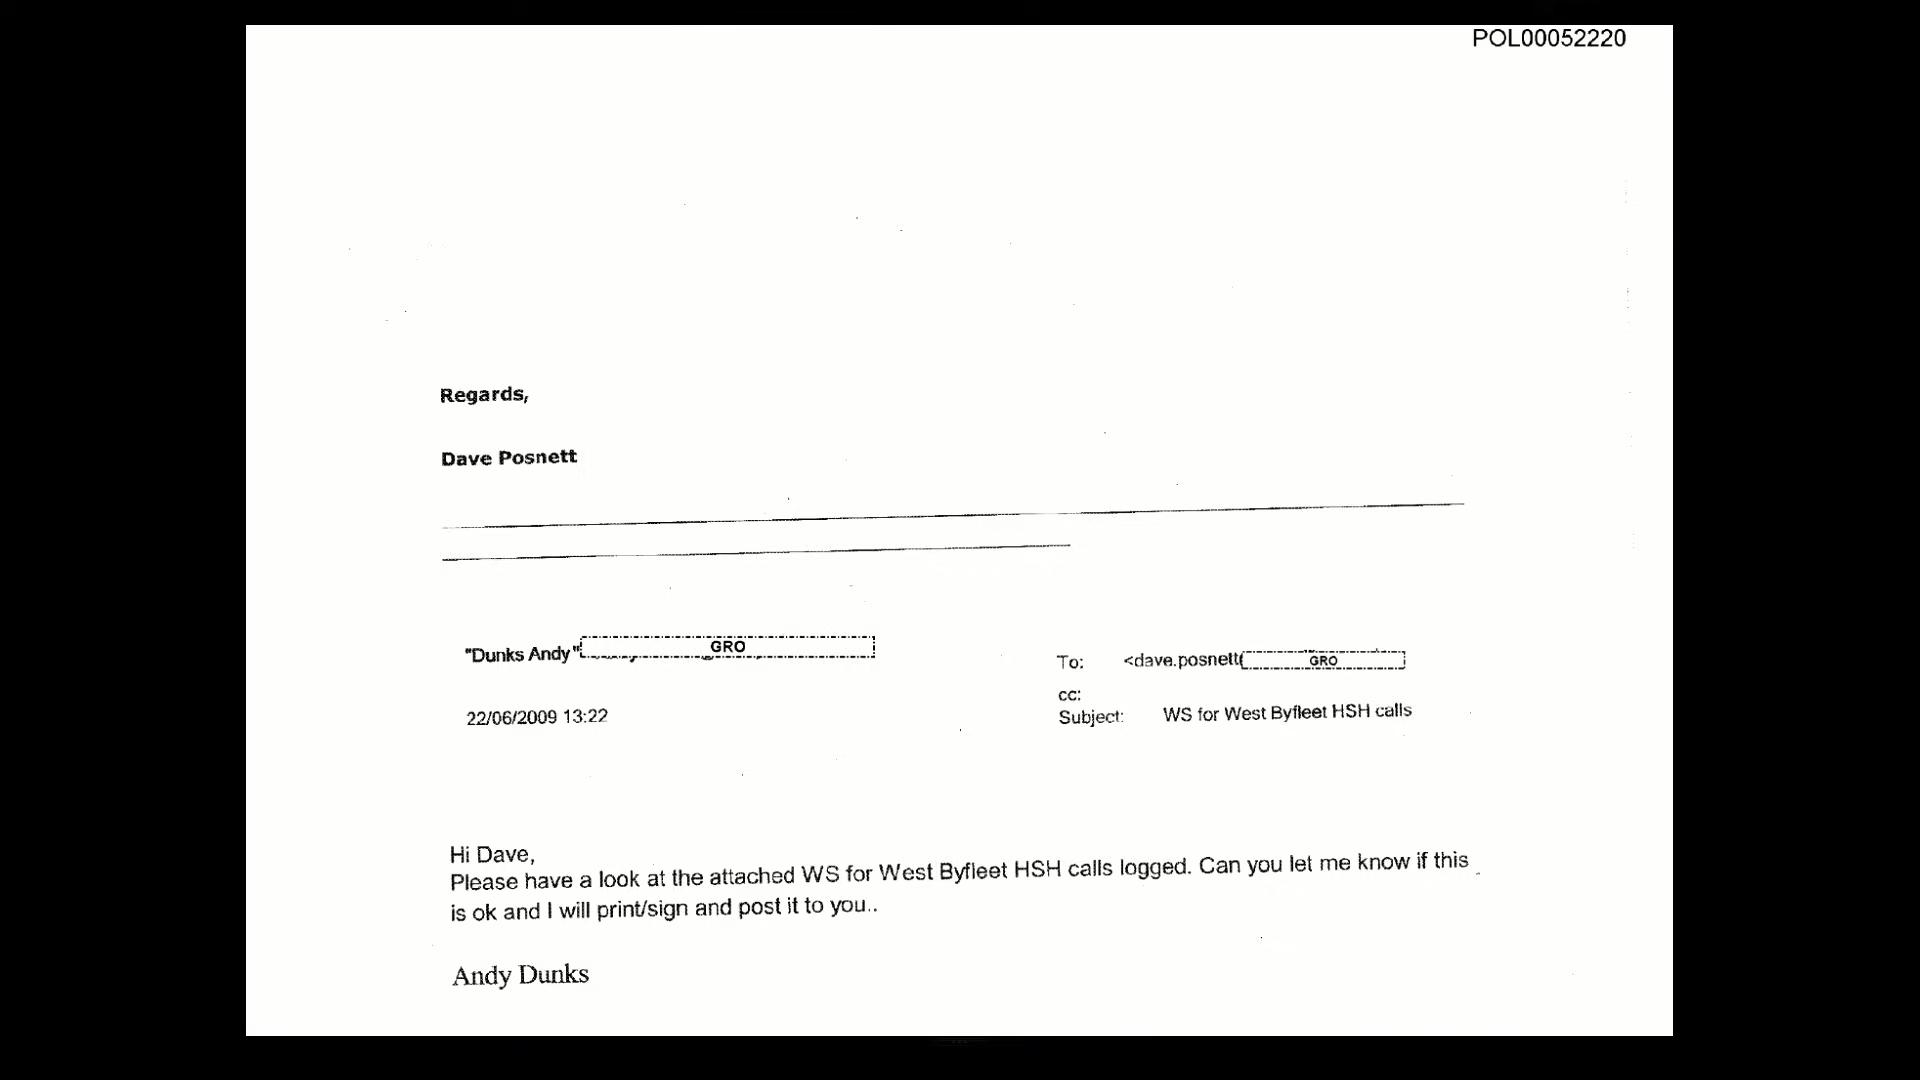 POL00052220
Regards,
Dave Posnett
"Dunks Andy" GRO
22/06/2009 13:22
To: <dave.posnett( GRO
cc:
Subject: WS for West Byfleet HSH calls
Hi Dave,
Please have a look at the attached WS for West Byfleet HSH calls logged. Can you let me know if this
is ok and I will print/sign and post it to you..
Andy Dunks